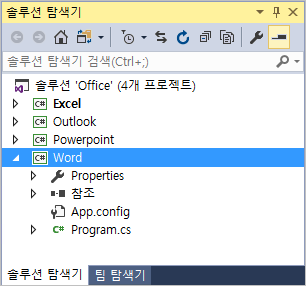 솔루션 탐색기
솔루션 탐색기 검색(Ctrl+;)
솔루션 'Office' (4개 프로젝트)
C# Excel
C# Outlook
C# Powerpoint
C# Word
Properties
참조
App.config
C# Program.cs
솔루션 탐색기 팀 탐색기